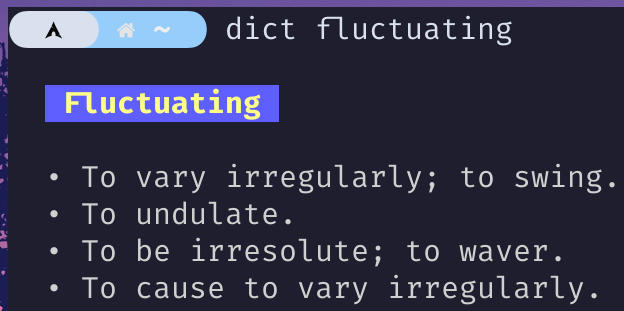 ~ dict fluctuating
Fluctuating
• To vary irregularly; to swing.
• To undulate.
• To be irresolute; to waver.
• To cause to vary irregularly.